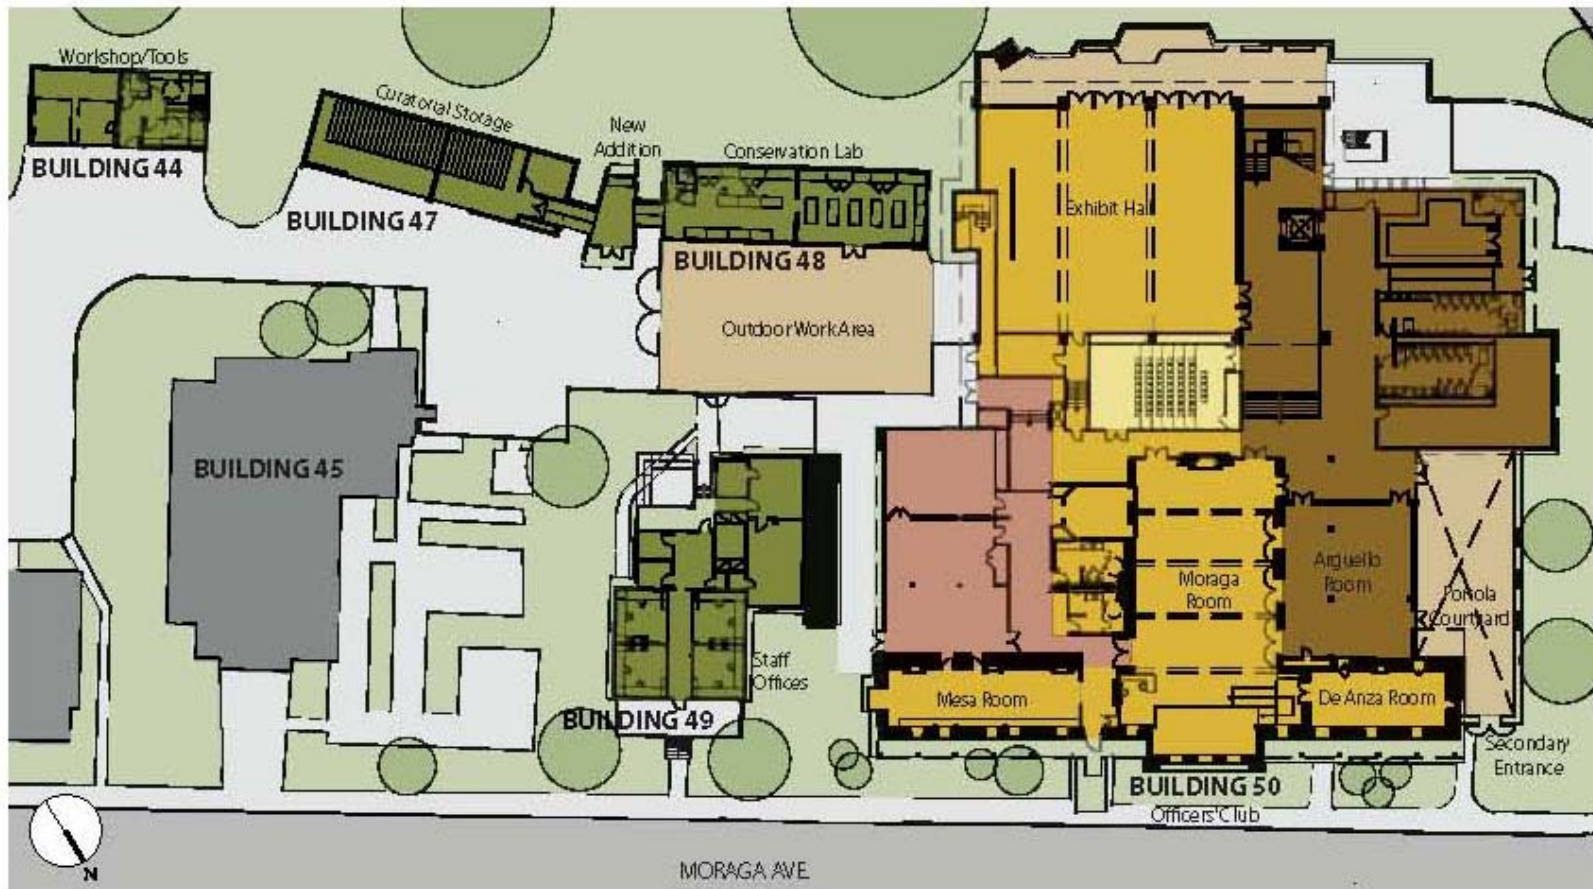 Workshop/Tools
BUILDING 44
Curatorial Storage
BUILDING 47
New
Addition
Conservation Lab
BUILDING 48
Outdoor Work Area
Exhibit Hall
BUILDING 45
Staff
Offices
BUILDING 49
Moraga
Room
Arguello
Room
Portola
Courtyard
Mesa Room
De Anza Room
Secondary
Entrance
BUILDING 50
Officers' Club
N
MORAGA AVE